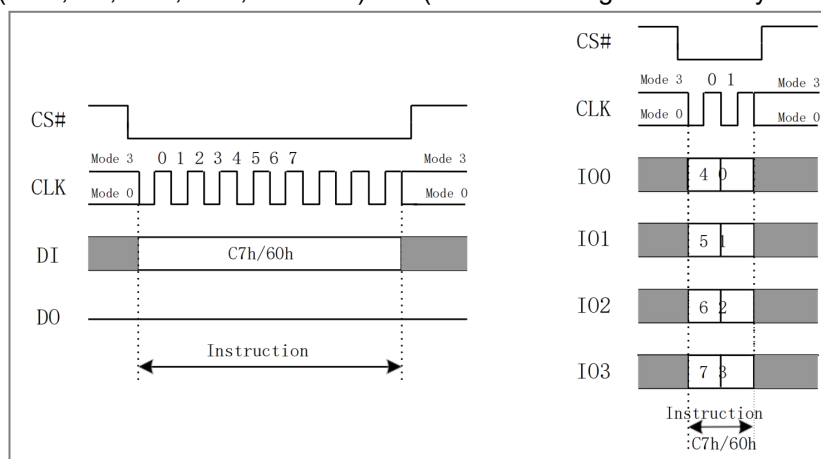 CS#
Mode 3 0 1 2 3 4 5 6 7 Mode 3
CLK
Mode 0 Mode 0
DI C7h/60h
DO
Instruction
CS#
Mode 3 0 1 Mode 3
CLK
Mode 0 Mode 0
IO0 4 0
IO1 5 1
IO2 6 2
IO3 7 3
Instruction
C7h/60h